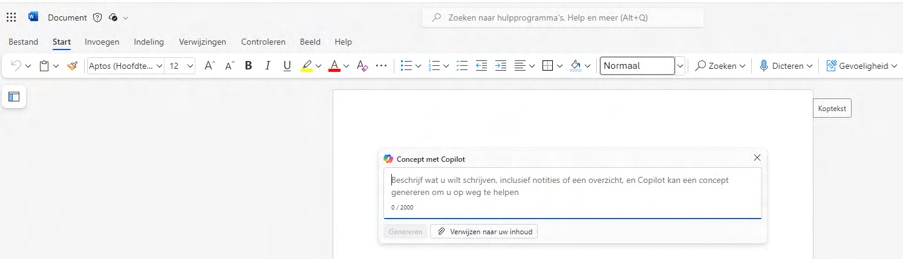 Document
Zoeken naar hulpprogramma's. Help en meer (Alt+Q)
Bestand Start Invoegen Indeling Verwijzingen Controleren Beeld Help
Aptos (Hoofdte... 12 A A B I U A A ... Normaal Zoeken Dicteren Gevoeligheid
Koptekst
Concept met Copilot
Beschrijf wat u wilt schrijven, inclusief notities of een overzicht, en Copilot kan een concept
genereren om u op weg te helpen
0 / 2000
Genereren Verwijzen naar uw inhoud